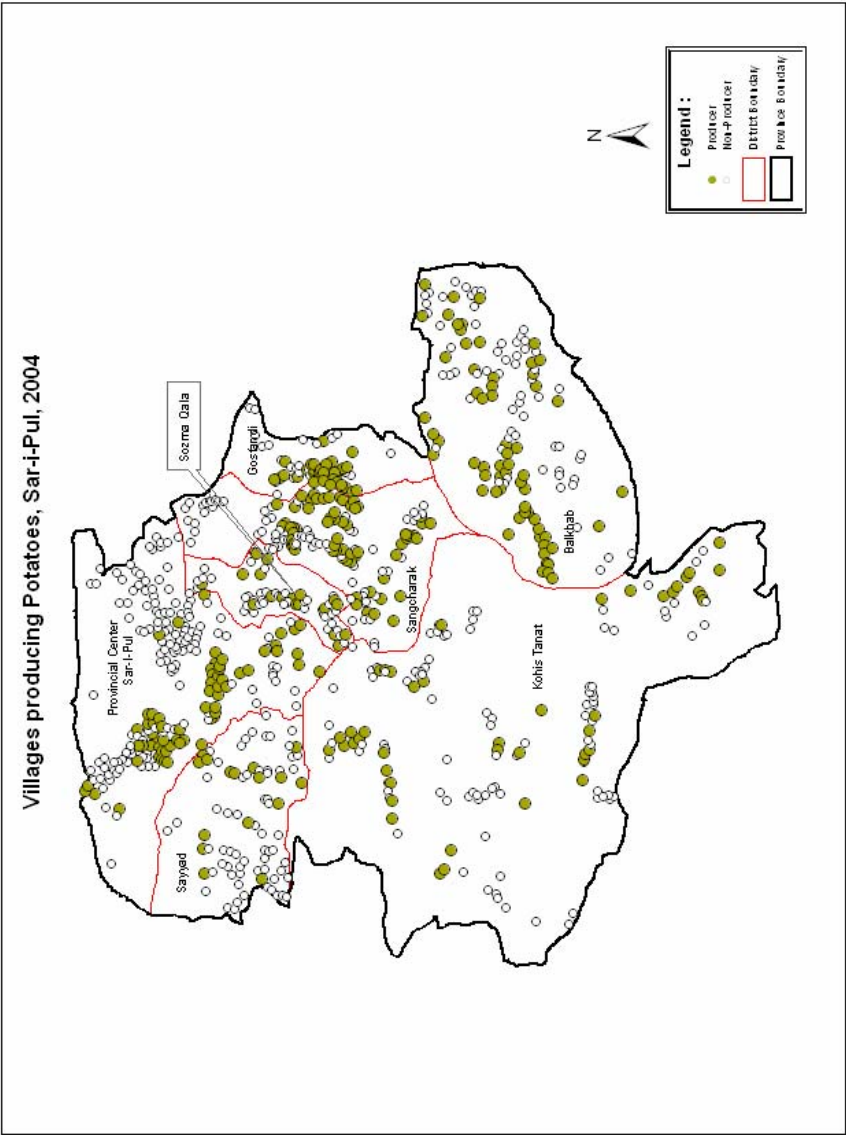 Villages producing Potatoes, Sar-i-Pul, 2004
Sozma Qala
Gosfandi
Provincial Center
Sar-I-Pul
Sayyad
Sangcharak
Balkhab
Kohis Tanat
N
Legend :
Producer
Non-Producer
District Boundary
Province Boundary